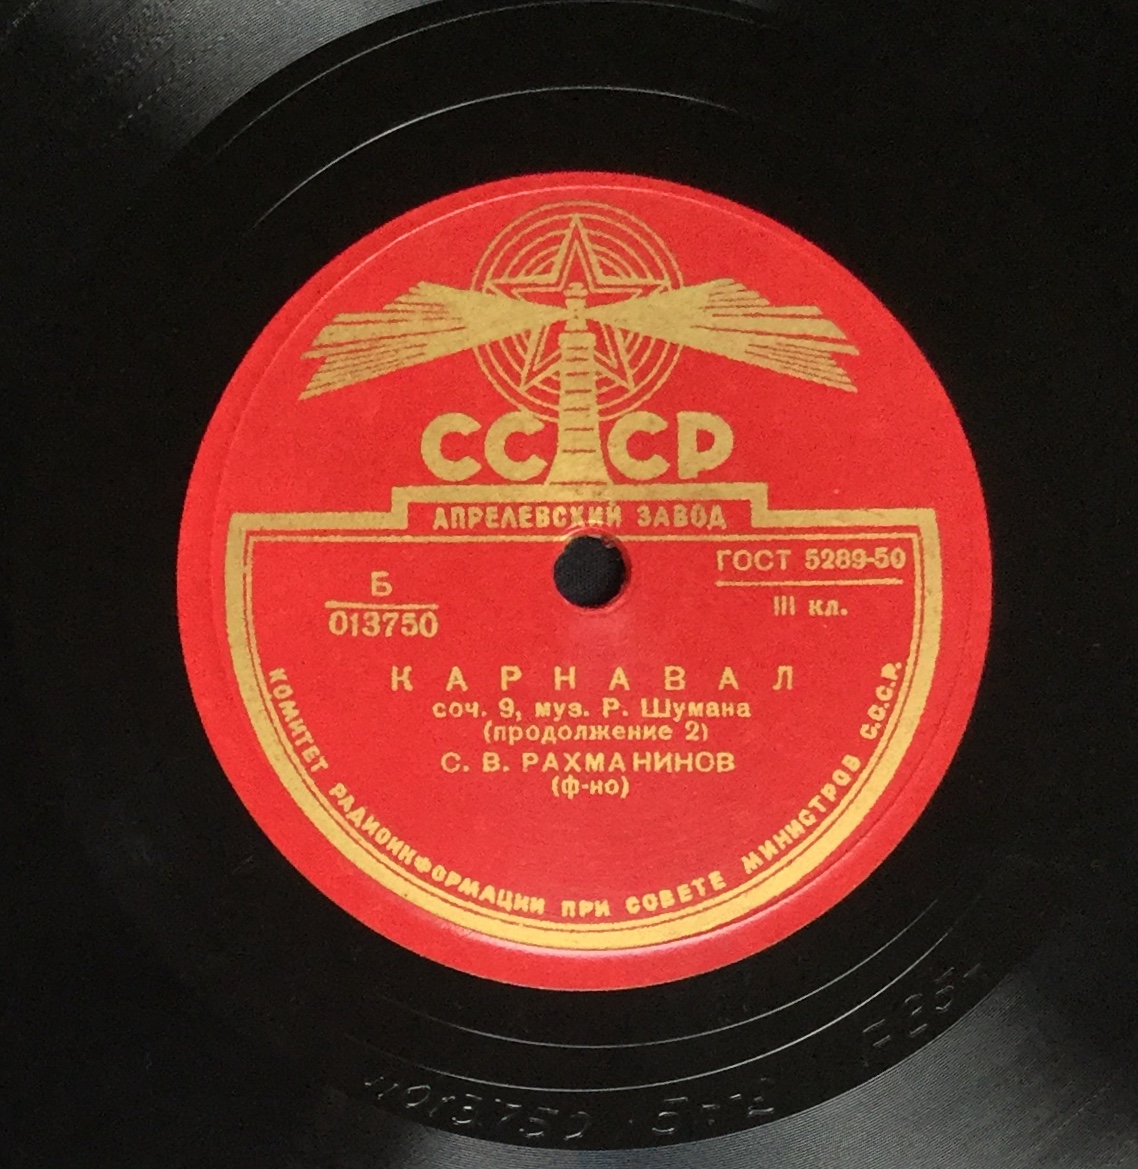 СССР
АПРЕЛЕВСКИЙ ЗАВОД
ГОСТ 5289-50
III кл.
Б
013750
КАРНАВАЛ
соч. 9, муз. Р. Шумана
(продолжение 2)
С. В. РАХМАНИНОВ
(ф-но)
КОМИТЕТ РАДИОИНФОРМАЦИИ ПРИ СОВЕТЕ МИНИСТРОВ С.С.С.Р.